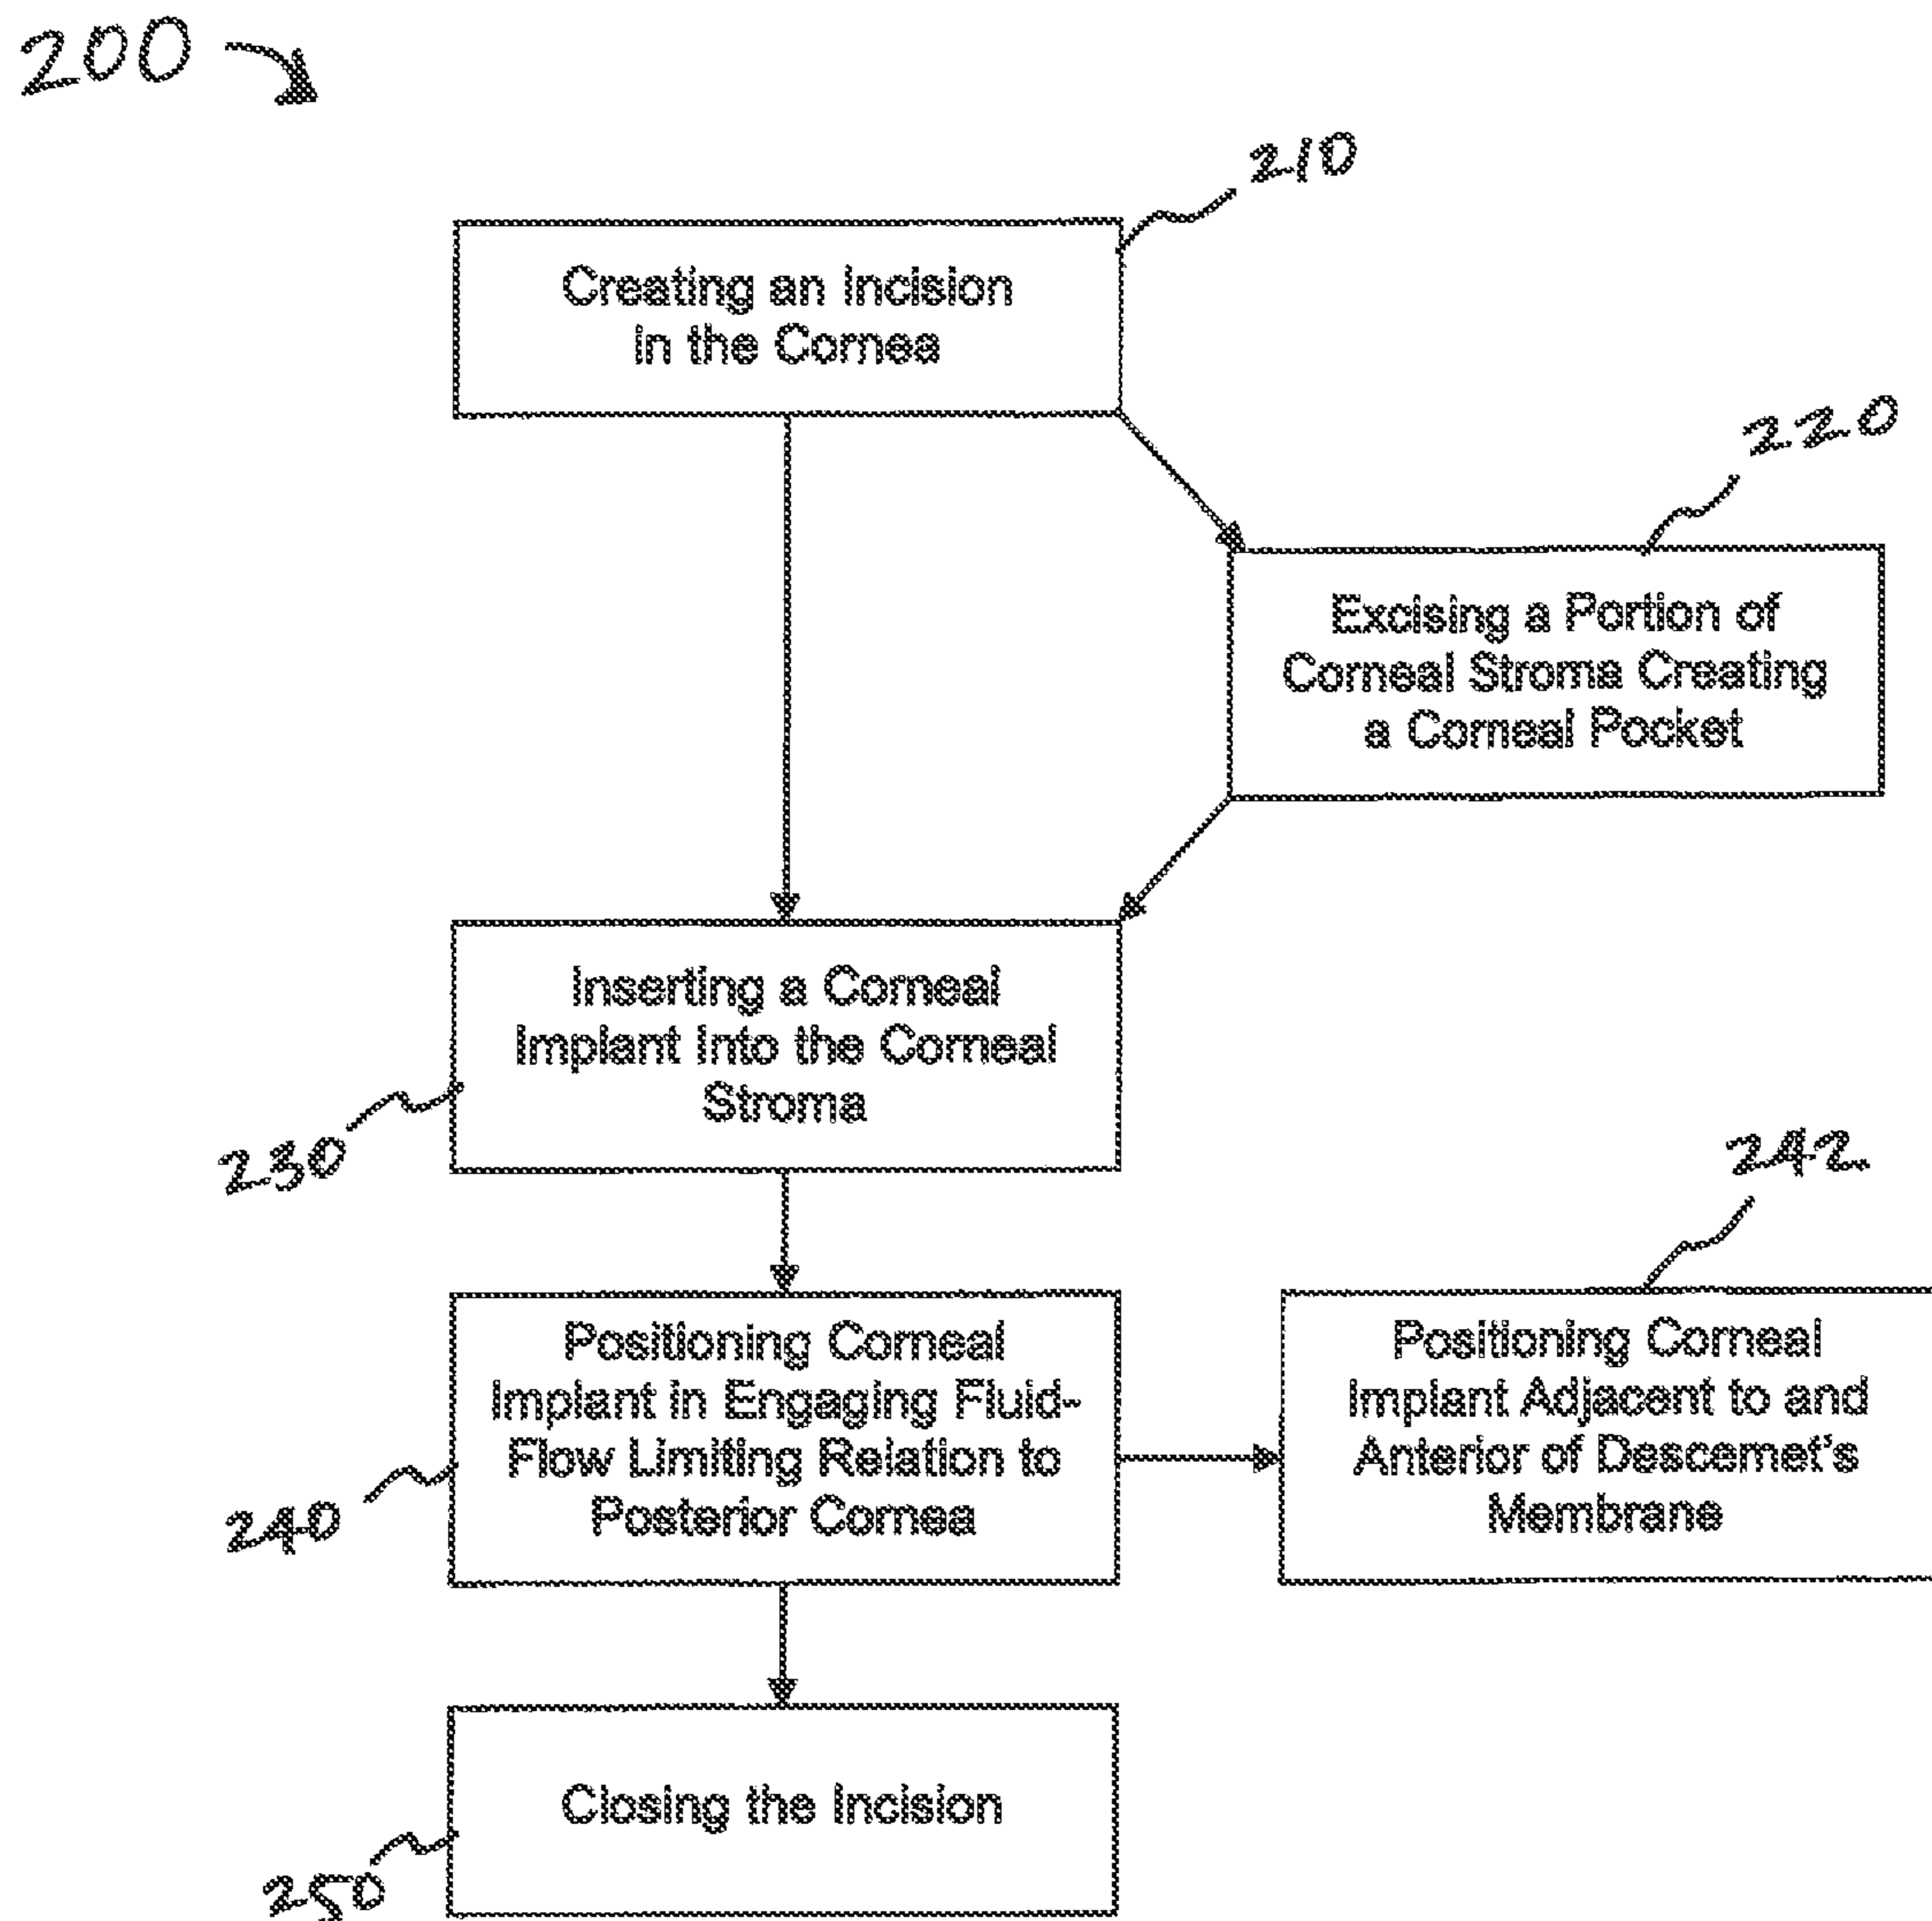 200
210
Creating an Incision
in the Cornea
220
Excising a Portion of
Corneal Stroma Creating
a Corneal Pocket
Inserting a Corneal
Implant Into the Corneal
Stroma
230
242
Positioning Corneal
Implant in Engaging Fluid-
Flow Limiting Relation to
Posterior Cornea
240
Positioning Corneal
Implant Adjacent to and
Anterior of Descemet's
Membrane
Closing the Incision
250